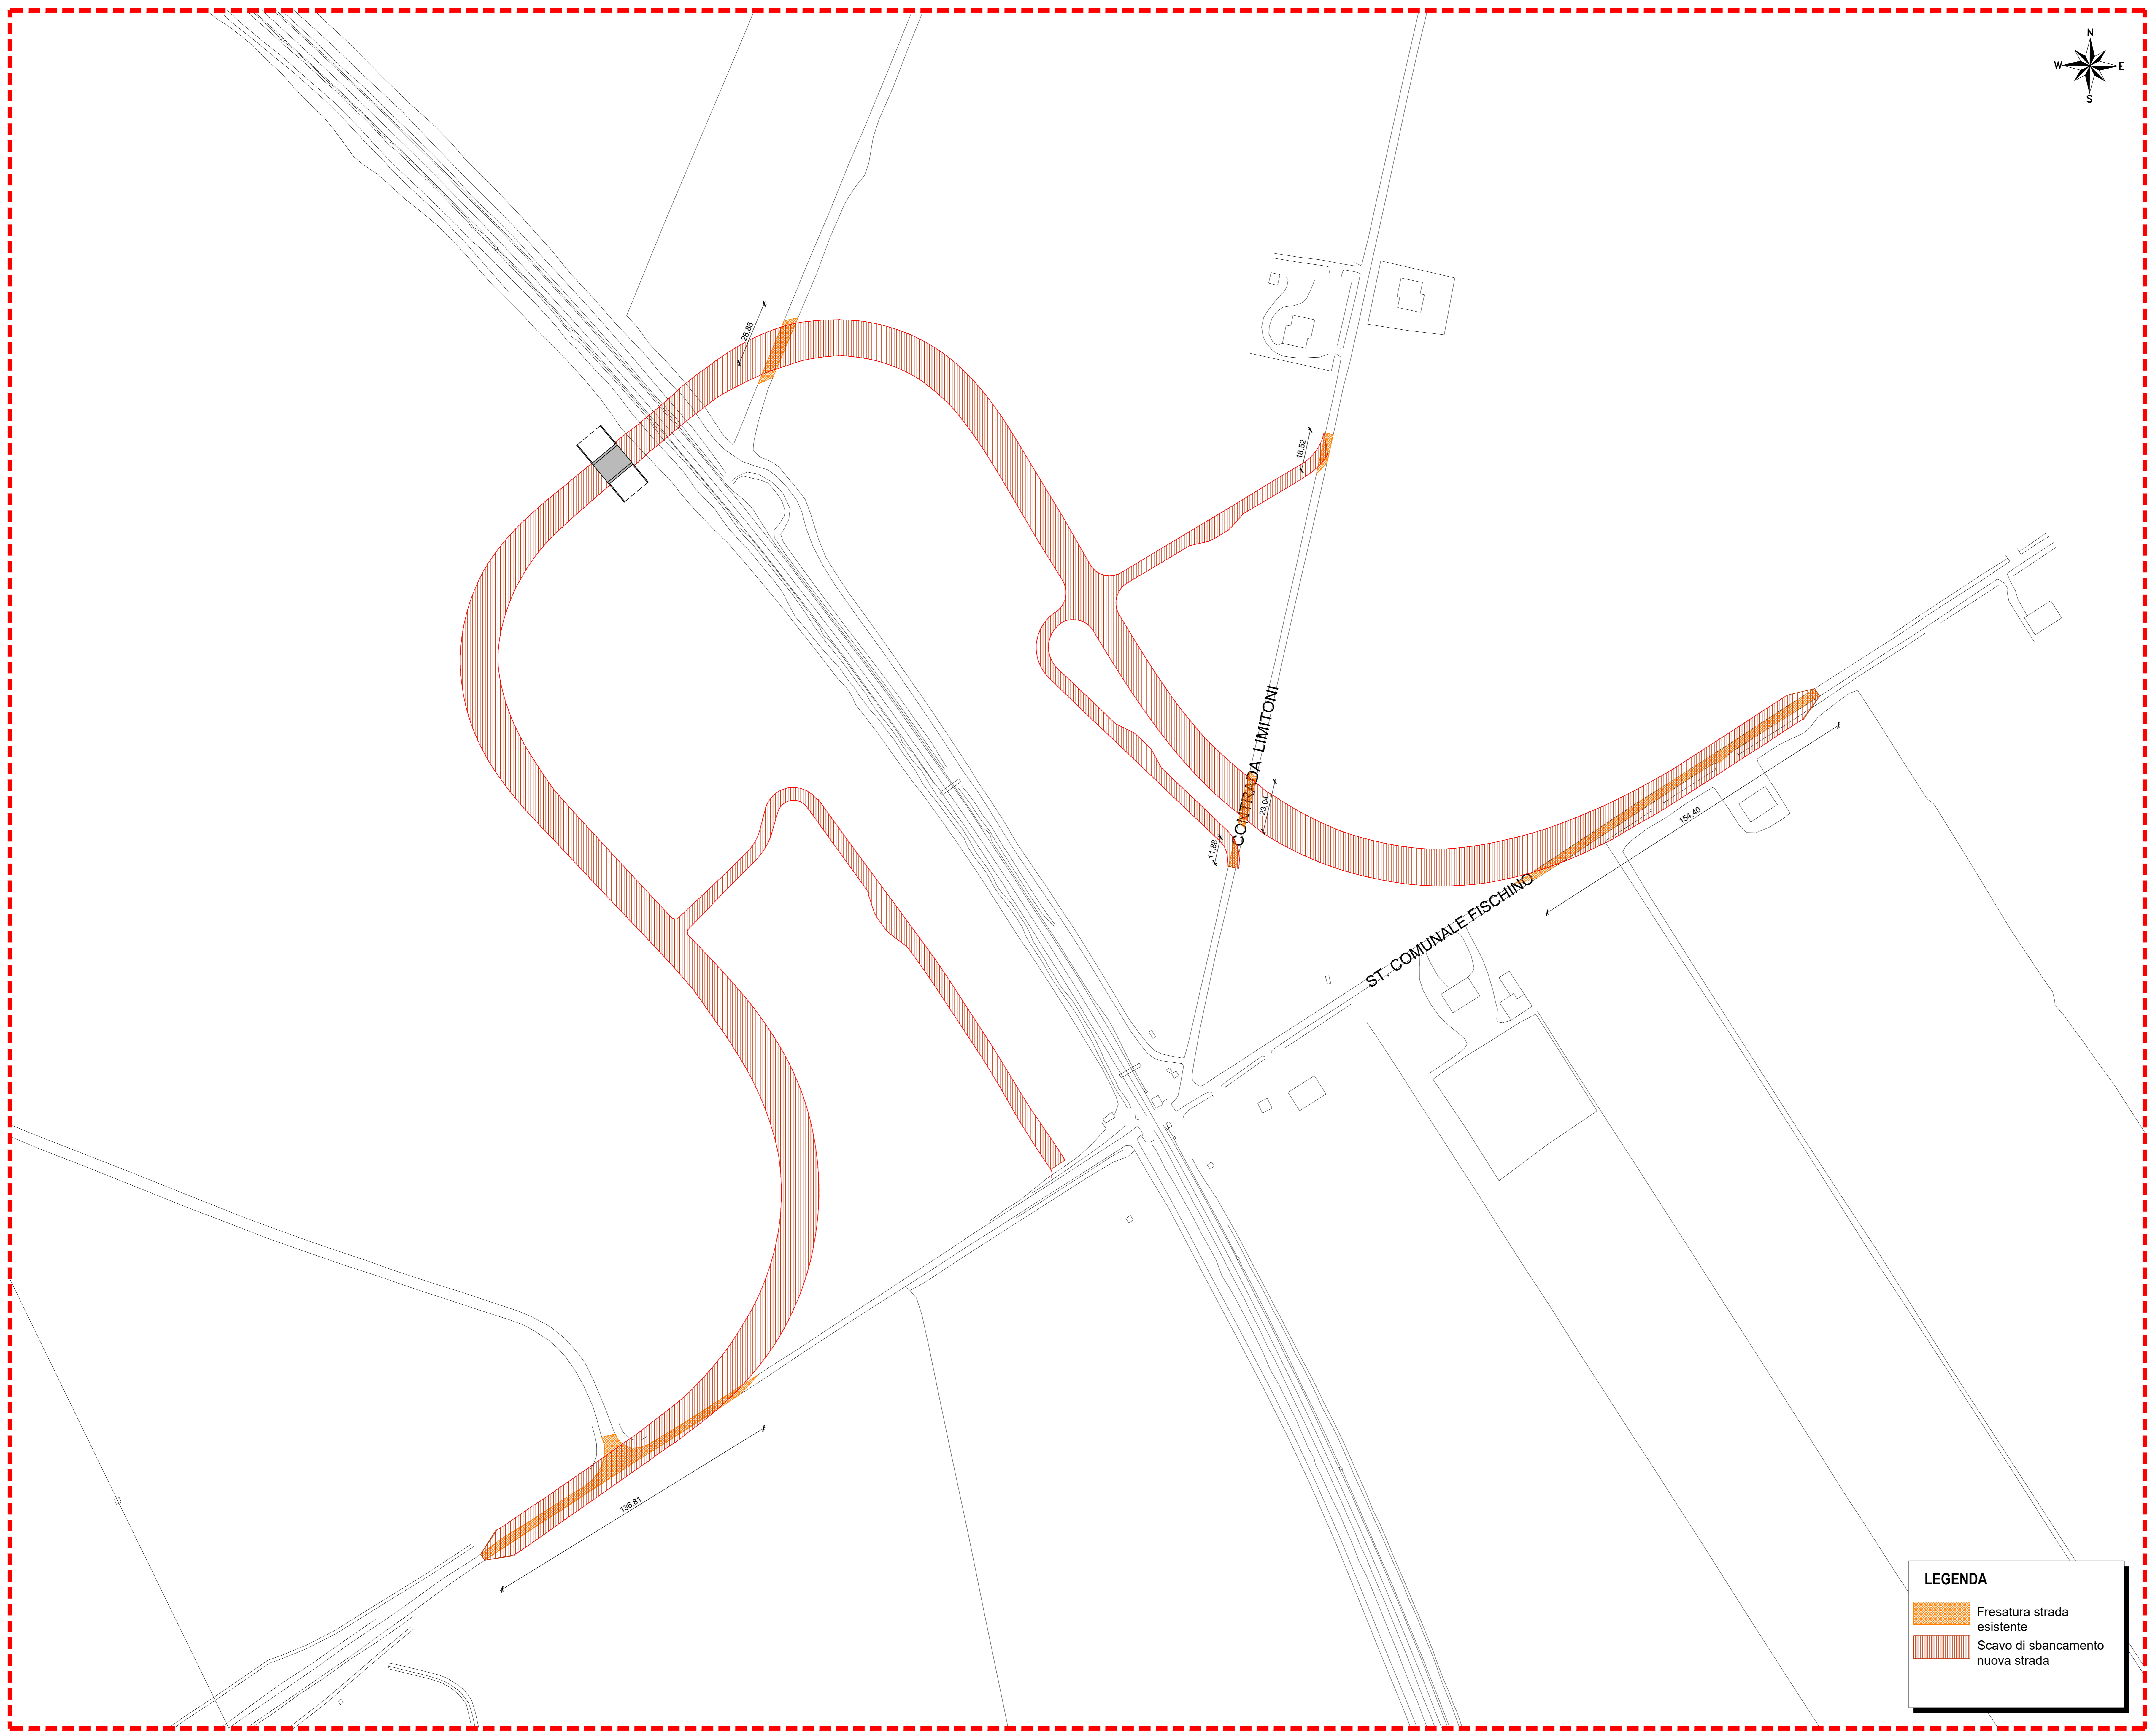 N
W E
S
28,85
18,52
CONTRADA LIMITONI
23,04
11,88
154,40
ST. COMUNALE FISCHINO
136,81
LEGENDA
Fresatura strada
esistente
Scavo di sbancamento
nuova strada